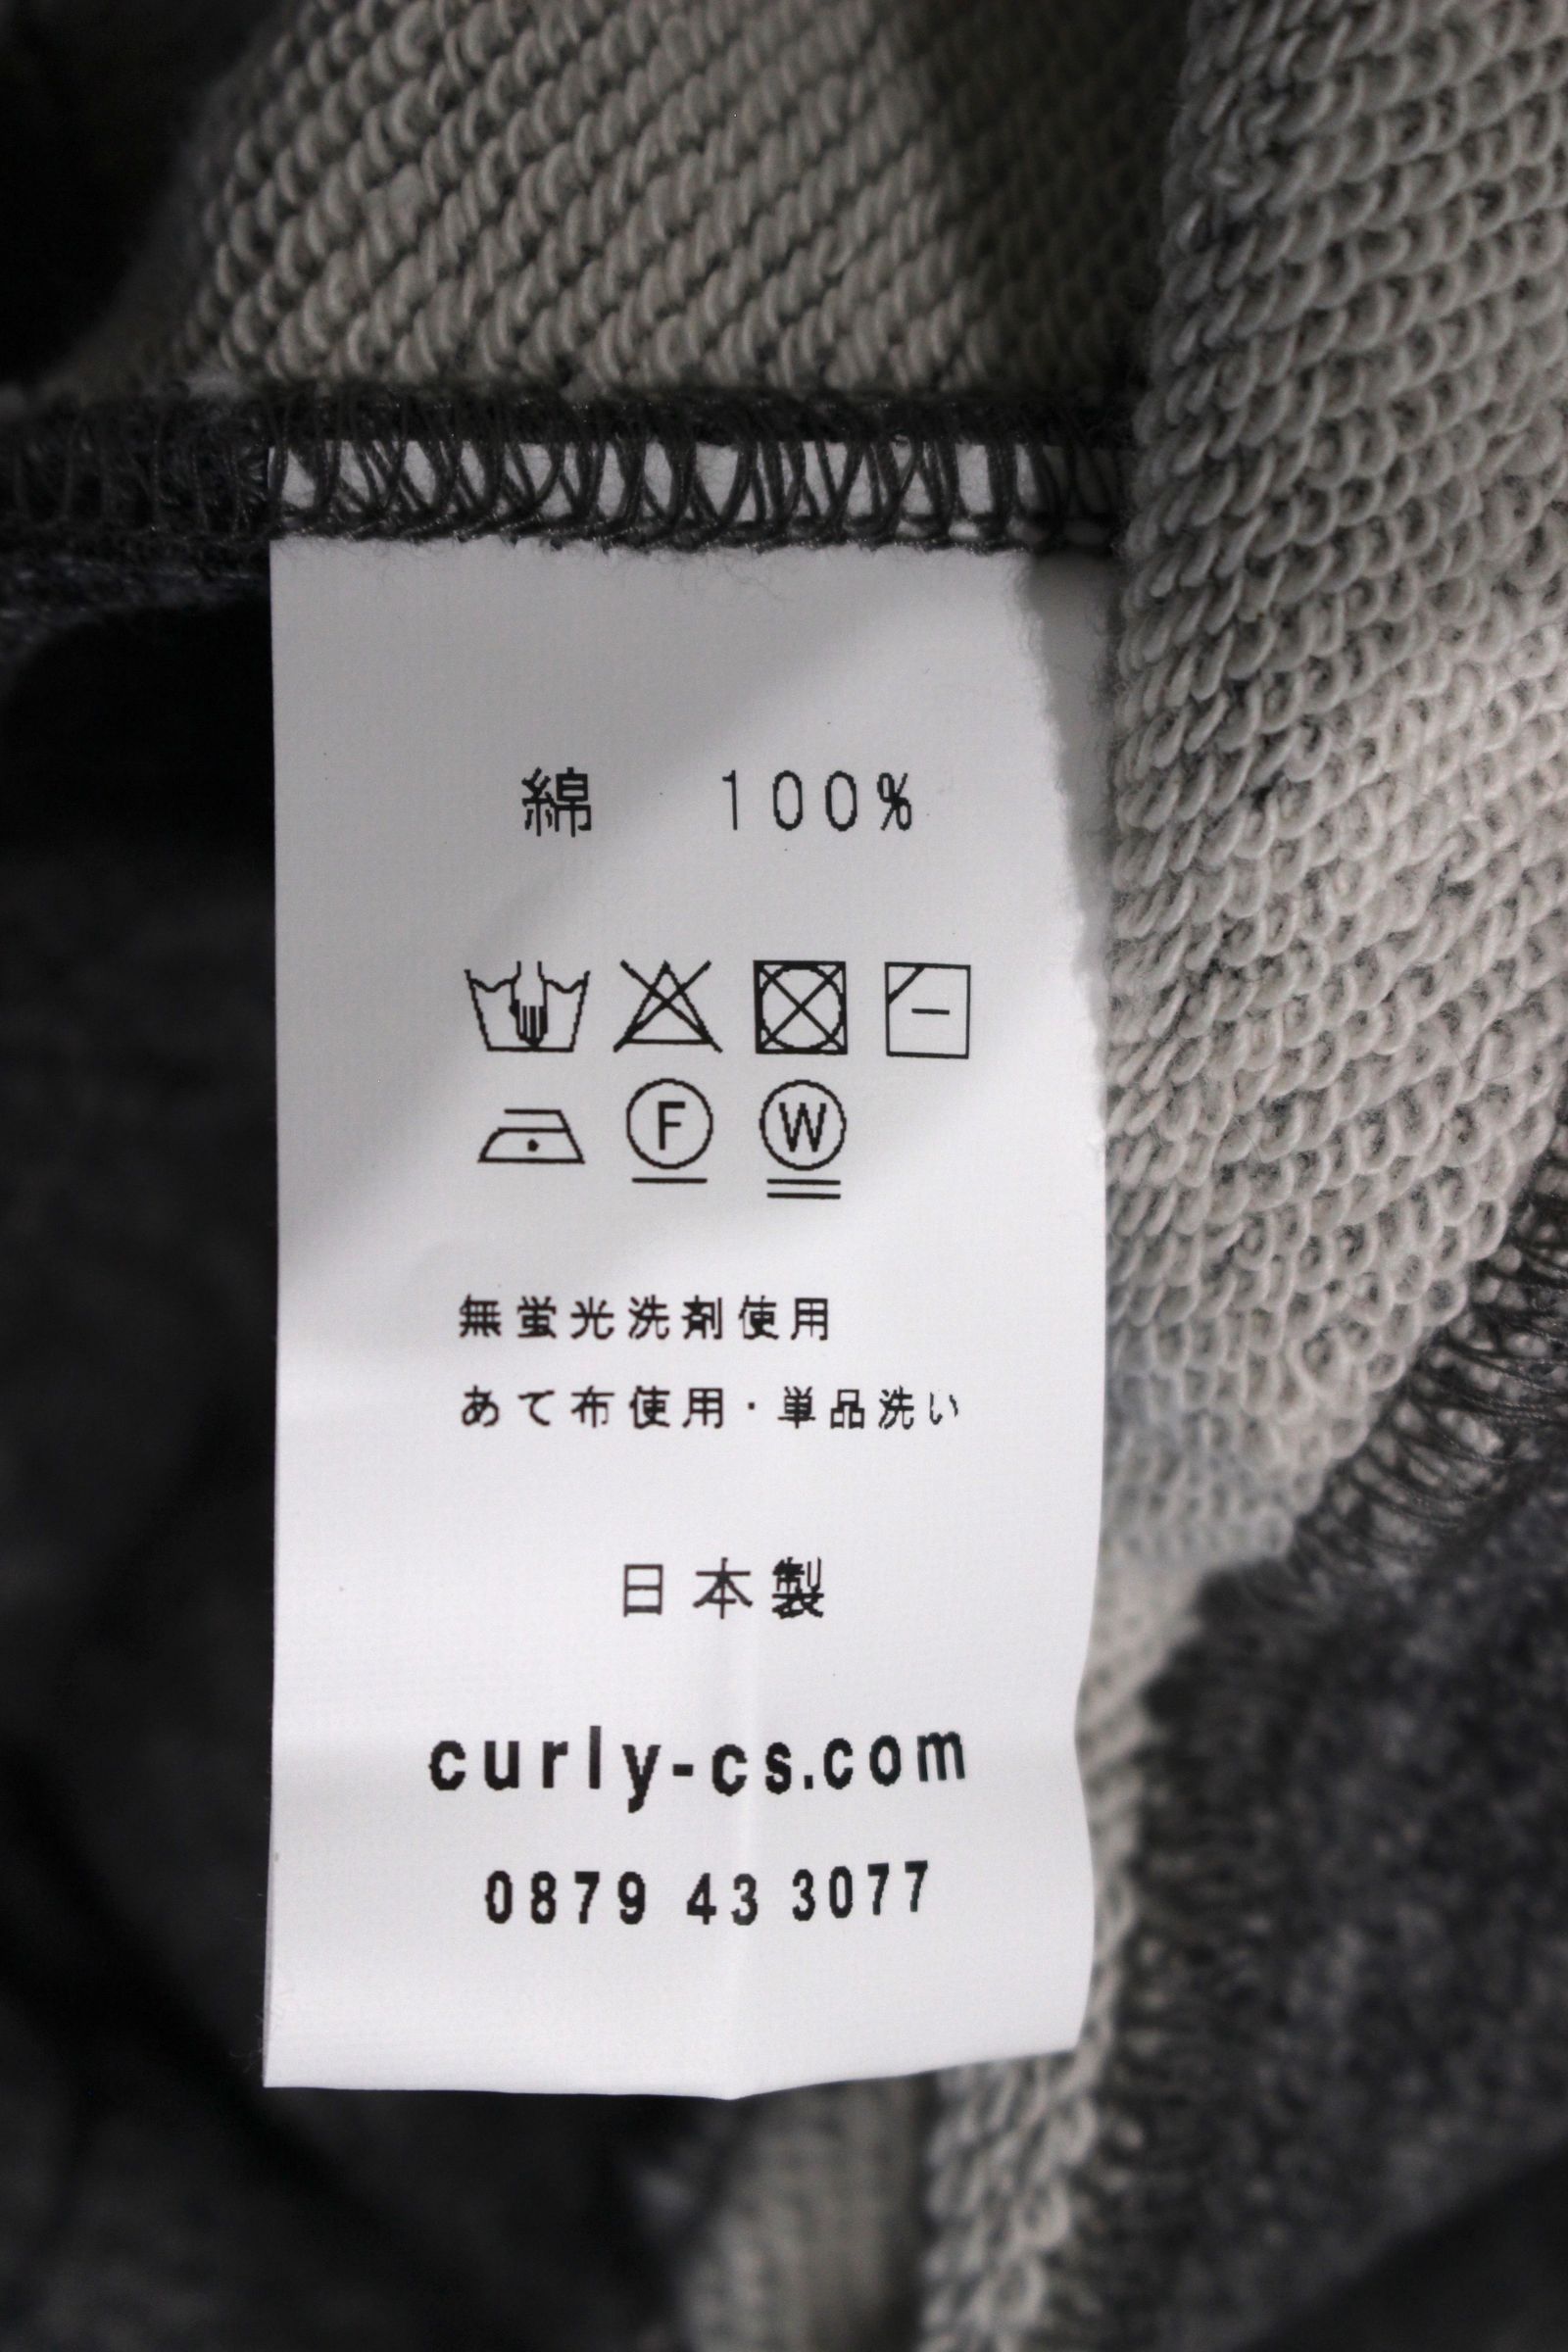 綿 100%
F W
無蛍光洗剤使用
あて布使用・単品洗い
日本製
curly-cs.com
0879 43 3077